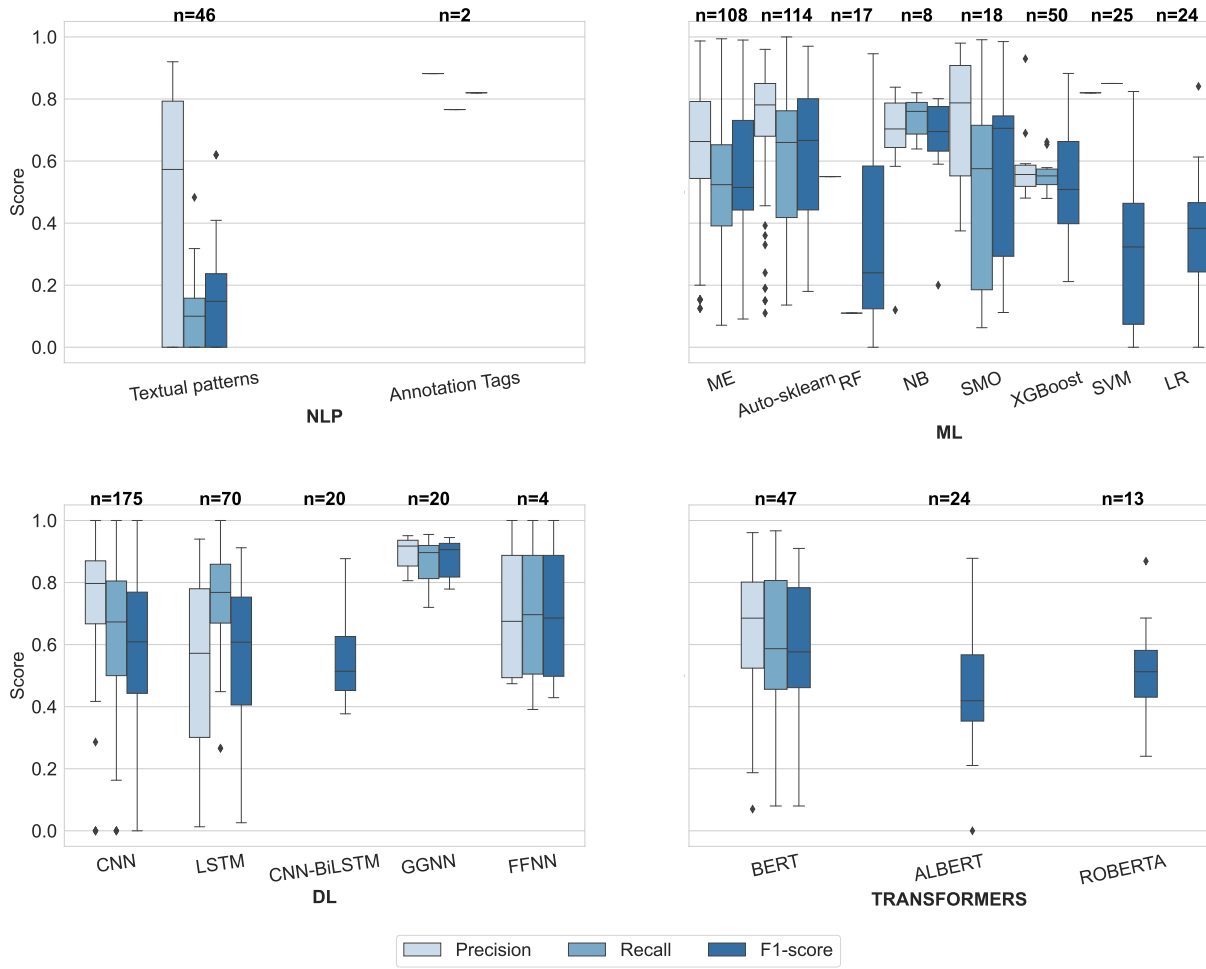 n=46 n=2
n=108 n=114 n=17 n=8 n=18 n=50 n=25 n=24
1.0
0.8
0.6
0.4
0.2
0.0
Score
Textual patterns Annotation Tags
NLP
ME Auto-sklearn RF NB SMO XGBoost SVM LR
ML
n=175 n=70 n=20 n=20 n=4
n=47 n=24 n=13
1.0
0.8
0.6
0.4
0.2
0.0
Score
CNN LSTM CNN-BiLSTM GGNN FFNN
DL
BERT ALBERT ROBERTA
TRANSFORMERS
Precision Recall F1-score